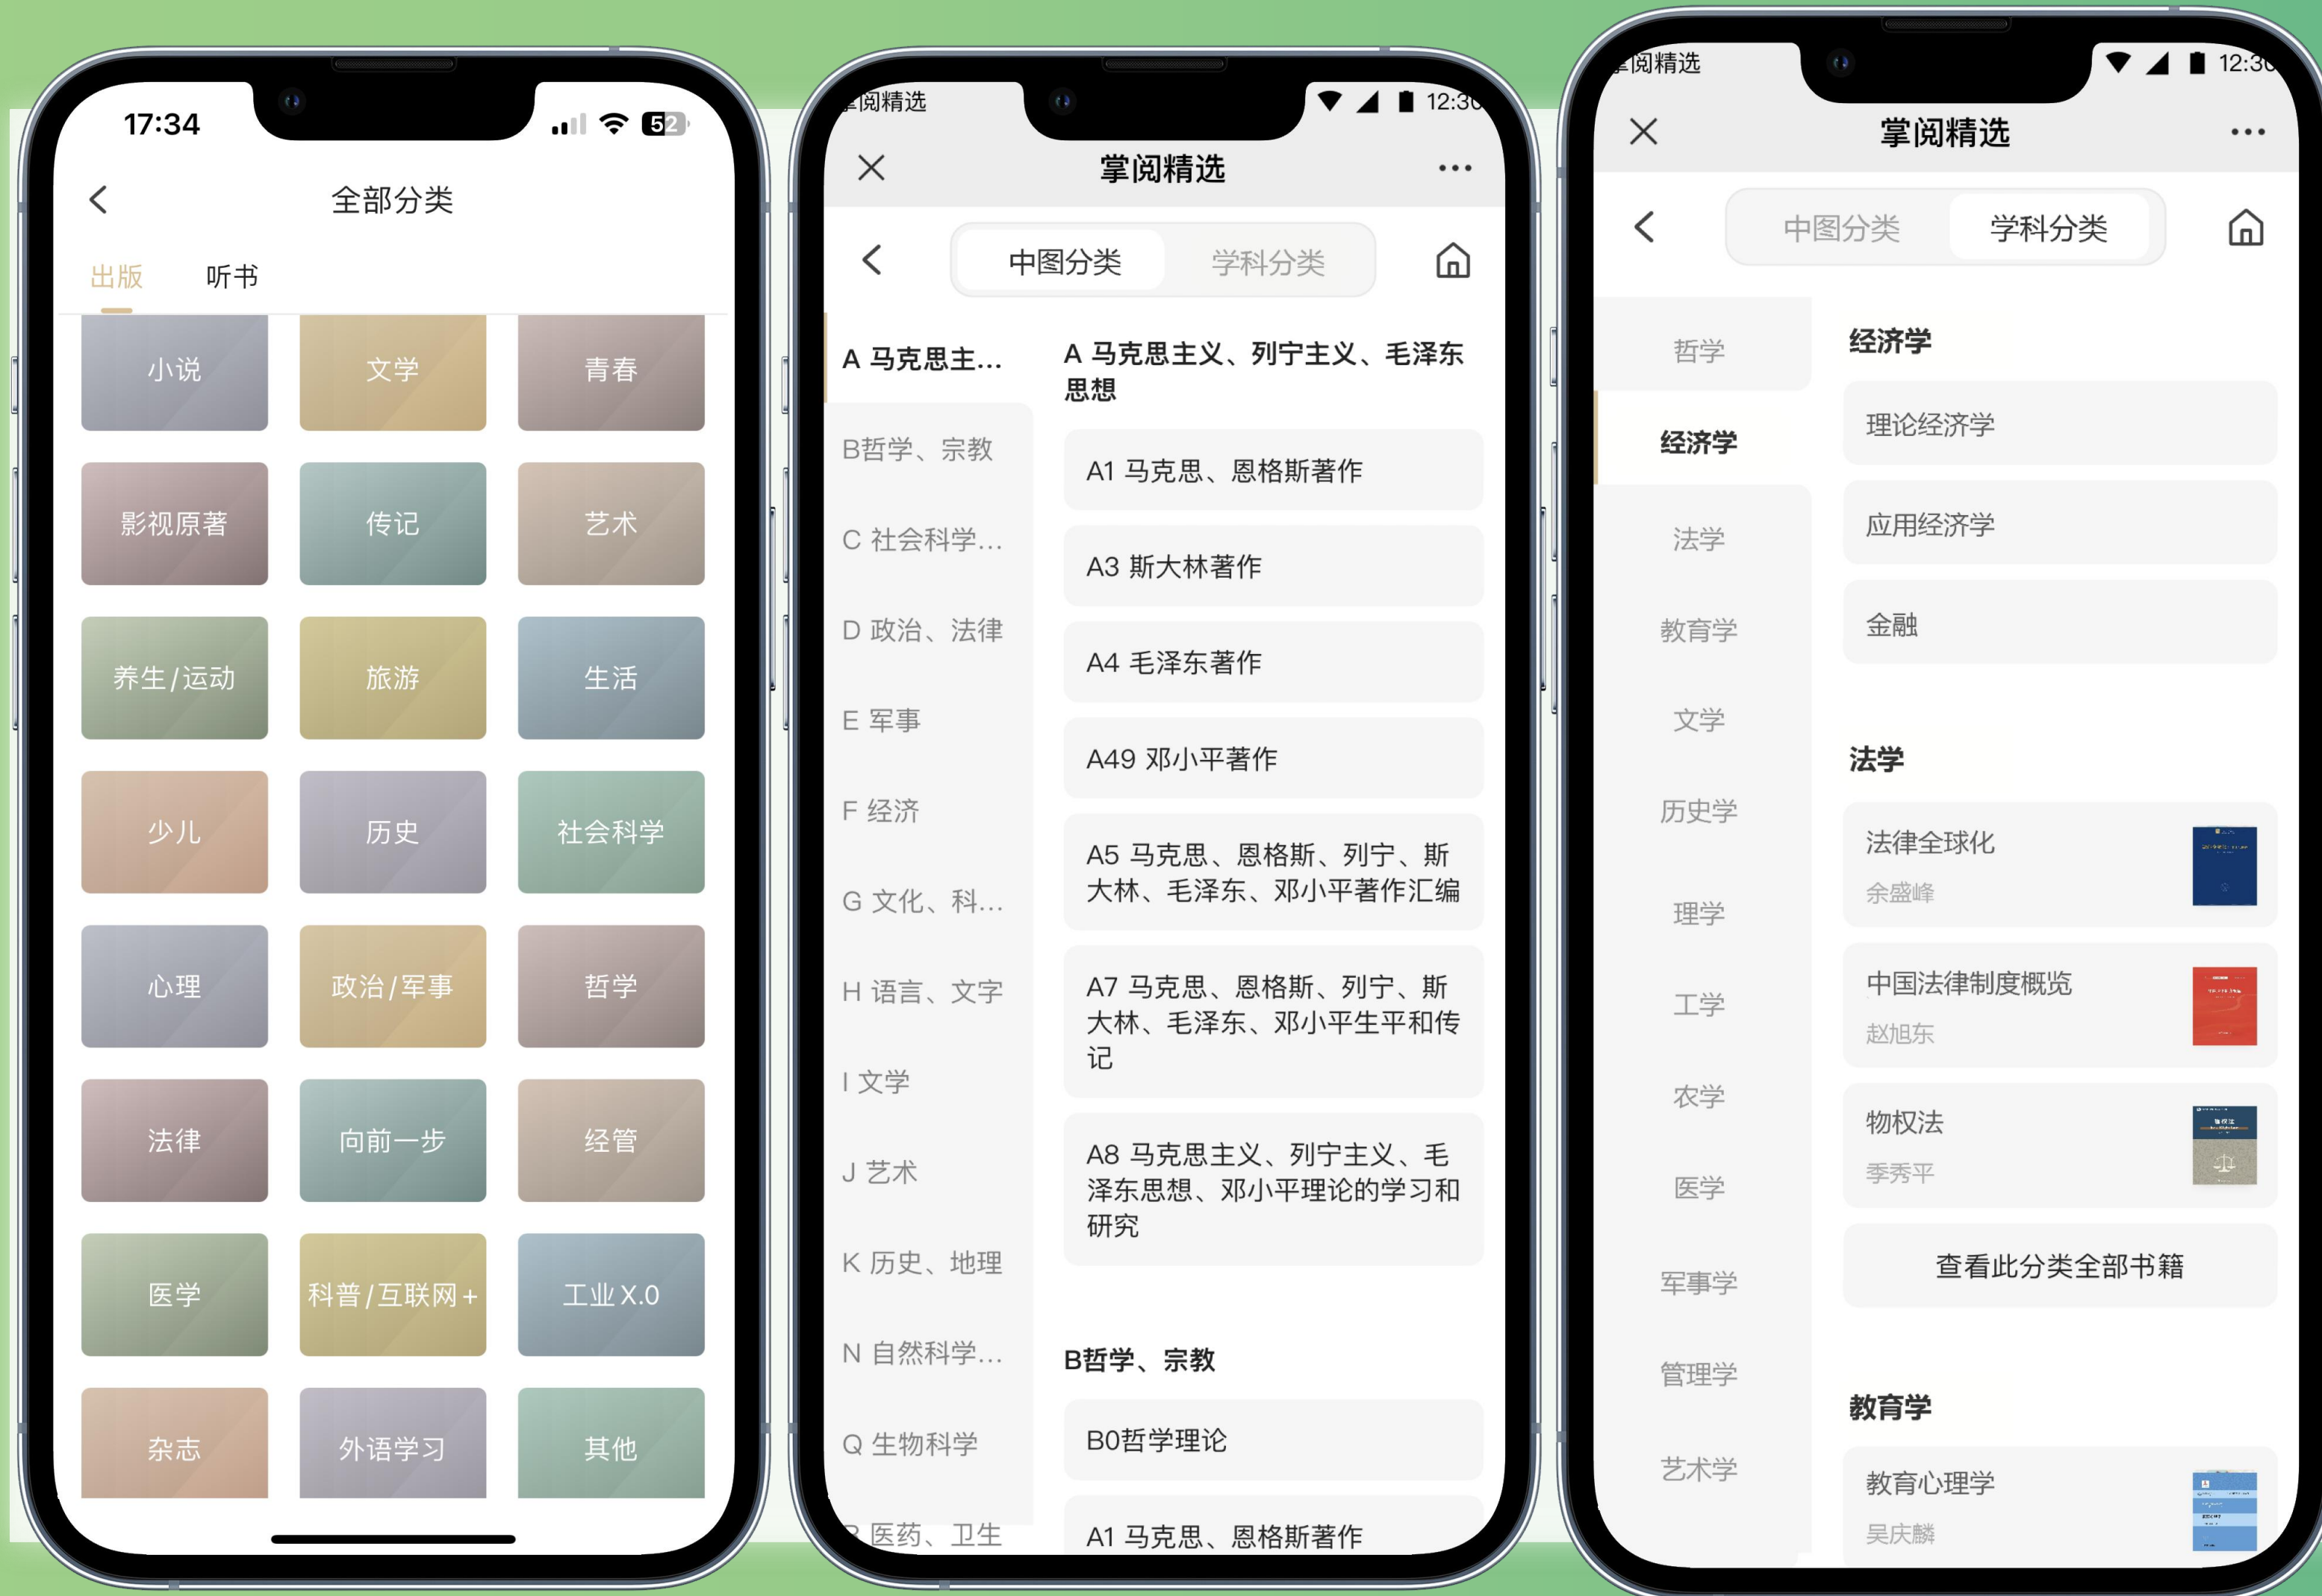 17:34
52
全部分类
出版 听书
小说 文学 青春
影视原著 传记 艺术
养生/运动 旅游 生活
少儿 历史 社会科学
心理 政治/军事 哲学
法律 向前一步 经管
医学 科普/互联网+ 工业X.0
杂志 外语学习 其他
阅精选
12:30
掌阅精选
中图分类 学科分类
A 马克思主...
B哲学、宗教
C 社会科学...
D 政治、法律
E 军事
F 经济
G 文化、科...
H 语言、文字
I 文学
J 艺术
K 历史、地理
N 自然科学...
Q 生物科学
R 医药、卫生
A 马克思主义、列宁主义、毛泽东
思想
A1 马克思、恩格斯著作
A3 斯大林著作
A4 毛泽东著作
A49 邓小平著作
A5 马克思、恩格斯、列宁、斯
大林、毛泽东、邓小平著作汇编
A7 马克思、恩格斯、列宁、斯
大林、毛泽东、邓小平生平和传
记
A8 马克思主义、列宁主义、毛
泽东思想、邓小平理论的学习和
研究
B哲学、宗教
B0哲学理论
A1 马克思、恩格斯著作
掌阅精选
12:30
掌阅精选
中图分类 学科分类
哲学
经济学
法学
教育学
文学
历史学
理学
工学
农学
医学
军事学
管理学
艺术学
经济学
理论经济学
应用经济学
金融
法学
法律全球化
余盛峰
中国法律制度概览
赵旭东
物权法
季秀平
物权法
查看此分类全部书籍
教育学
教育心理学
吴庆麟